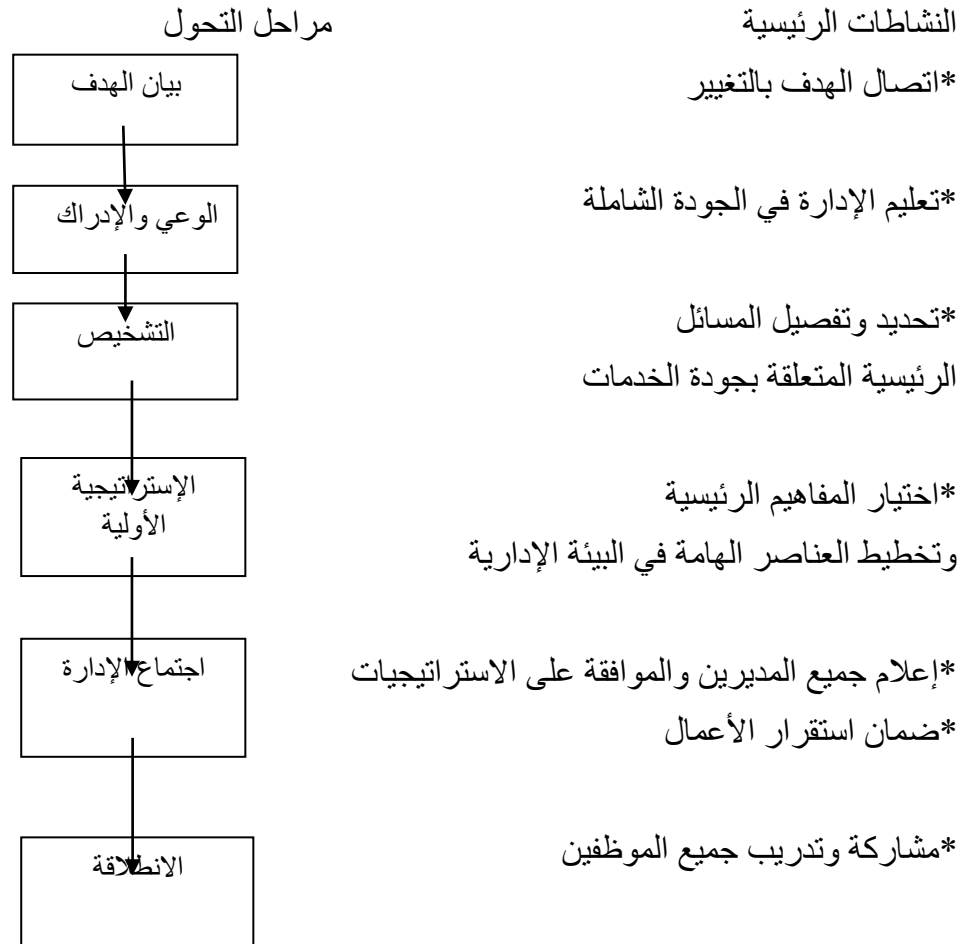 النشاطات الرئيسية مراحل التحول
*اتصال الهدف بالتغيير
بيان الهدف
*تعليم الإدارة في الجودة الشاملة
الوعي والإدراك
*تحديد وتفصيل المسائل
الرئيسية المتعلقة بجودة الخدمات
التشخيص
*اختيار المفاهيم الرئيسية
وتخطيط العناصر الهامة في البيئة الإدارية
الإستراتيجية
الأولية
*إعلام جميع المديرين والموافقة على الاستراتيجيات
*ضمان استقرار الأعمال
اجتماع الإدارة
*مشاركة وتدريب جميع الموظفين
الانطلاقة